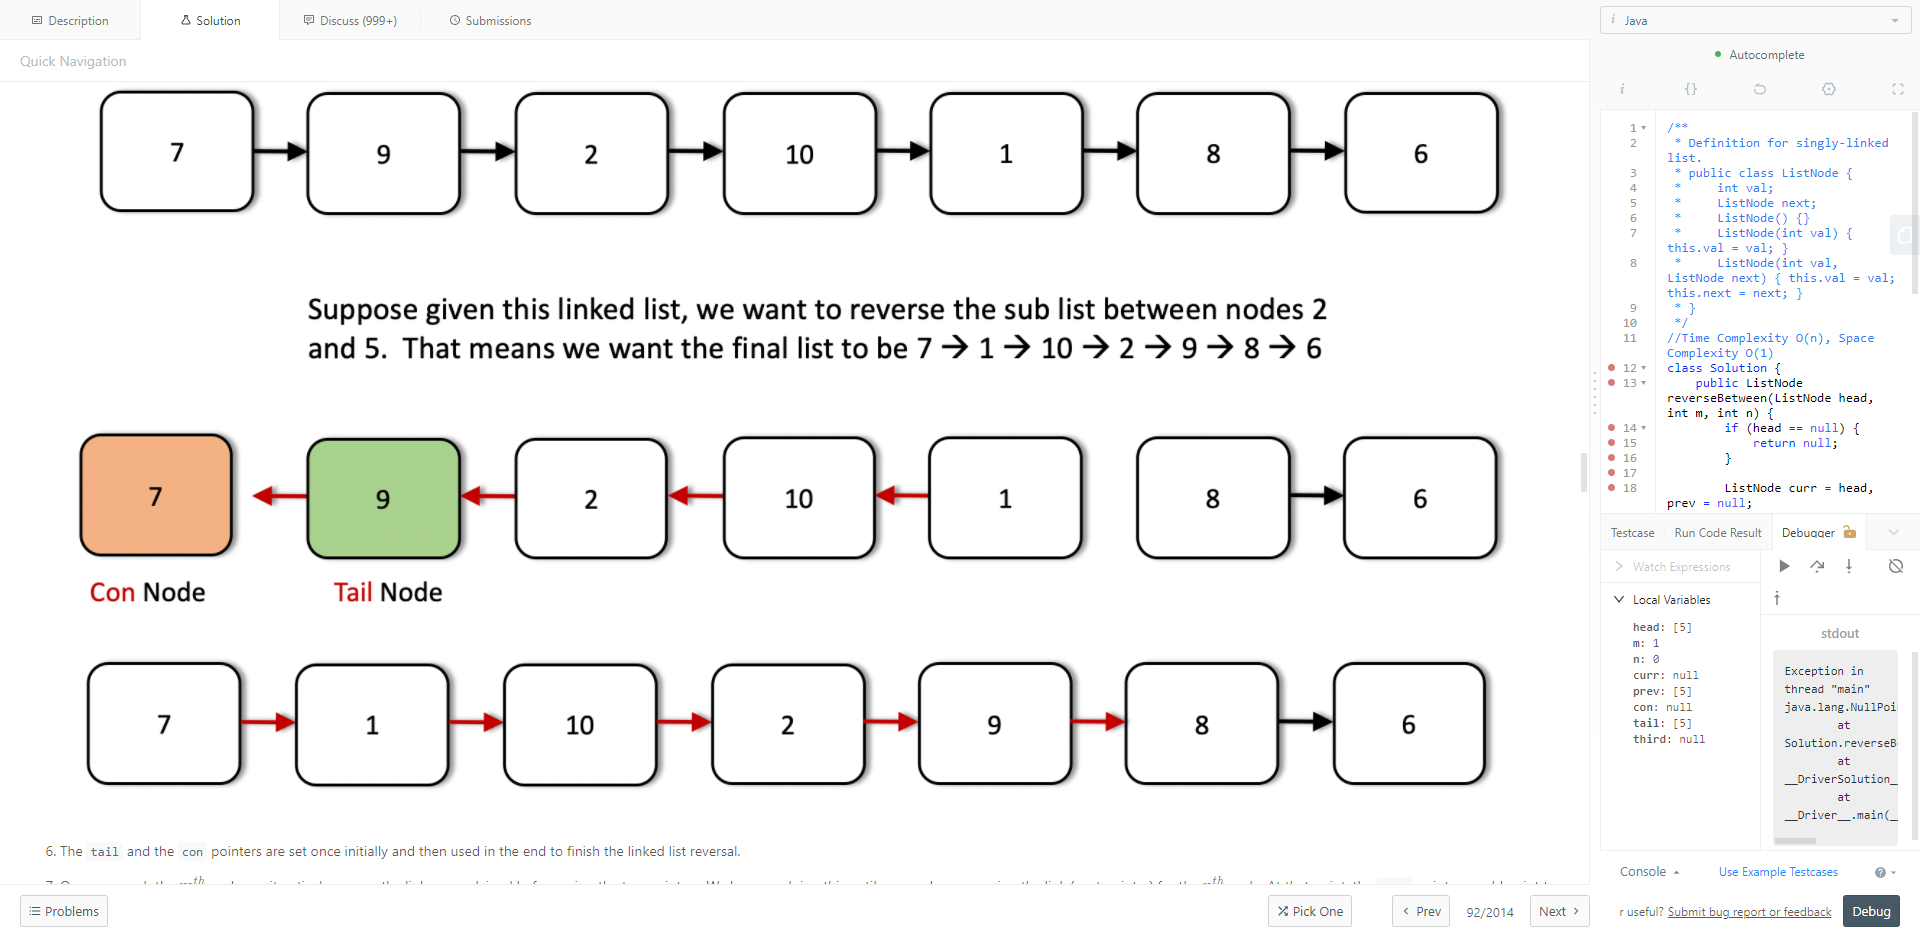 Description
Solution
Discuss (999+)
Submissions
Java
Quick Navigation
Autocomplete
7
9
2
10
1
8
6
Suppose given this linked list, we want to reverse the sub list between nodes 2
and 5. That means we want the final list to be 7 → 1 → 10 → 2 → 9 → 8 → 6
7
9
2
10
1
8
6
Con Node
Tail Node
7
1
10
2
9
8
6
6. The tail and the con pointers are set once initially and then used in the end to finish the linked list reversal.
Problems
Pick One
Prev
92/2014
Next
i
{}
1 /**
2 * Definition for singly-linked
list.
3 * public class ListNode {
4 * int val;
5 * ListNode next;
6 * ListNode() {}
7 * ListNode(int val) {
this.val = val; }
8 * ListNode(int val,
ListNode next) { this.val = val;
this.next = next; }
9 * }
10 */
11 //Time Complexity O(n), Space
Complexity O(1)
12 class Solution {
13 public ListNode
reverseBetween(ListNode head,
int m, int n) {
14 if (head == null) {
15 return null;
16 }
17
18 ListNode curr = head,
prev = null;
Testcase
Run Code Result
Debugger
Watch Expressions
Local Variables
head: [5]
m: 1
n: 0
curr: null
prev: [5]
con: null
tail: [5]
third: null
stdout
Exception in
thread "main"
java.lang.NullPoi
at
Solution.reverseB
at
__DriverSolution_
at
__Driver__.main(_
Console
Use Example Testcases
r useful? Submit bug report or feedback
Debug